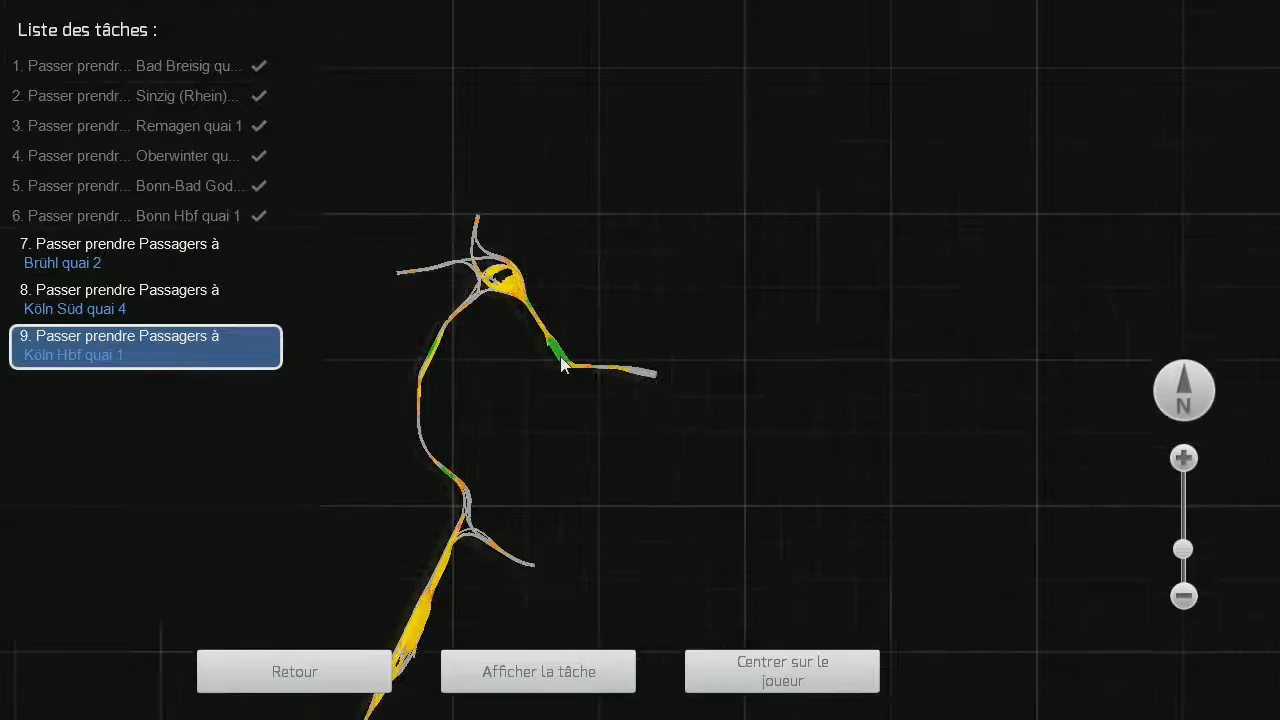 Liste des tâches :
1. Passer prendr... Bad Breisig qu...
2. Passer prendr... Sinzig (Rhein)...
3. Passer prendr... Remagen quai 1
4. Passer prendr... Oberwinter qu...
5. Passer prendr... Bonn-Bad God...
6. Passer prendr... Bonn Hbf quai 1
7. Passer prendre Passagers à
Brühl quai 2
8. Passer prendre Passagers à
Köln Süd quai 4
9. Passer prendre Passagers à
Köln Hbf quai 1
N
Retour
Afficher la tâche
Centrer sur le
joueur